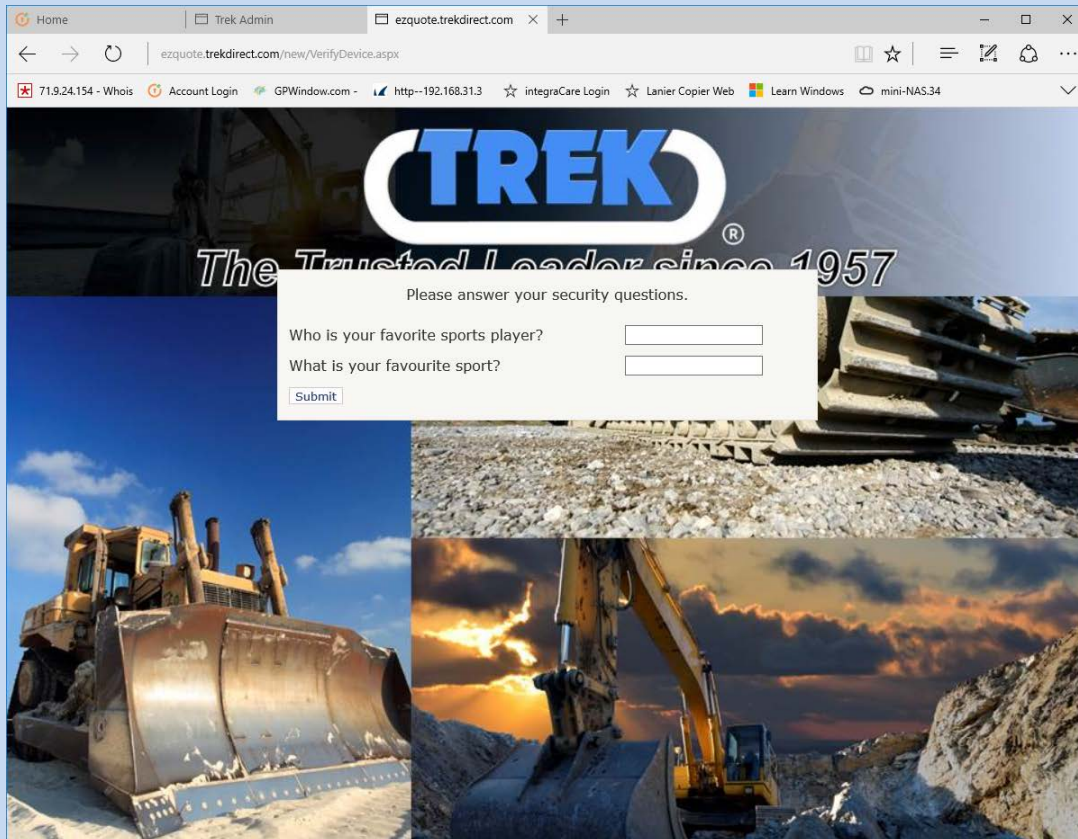 Home
Trek Admin
ezquote.trekdirect.com
ezquote.trekdirect.com/new/VerifyDevice.aspx
71.9.24.154 - Whois
Account Login
GPWindow.com -
http--192.168.31.3
integraCare Login
Lanier Copier Web
Learn Windows
mini-NAS.34
TREK
®
The Trusted Leader since 1957
Please answer your security questions.
Who is your favorite sports player?
What is your favourite sport?
Submit